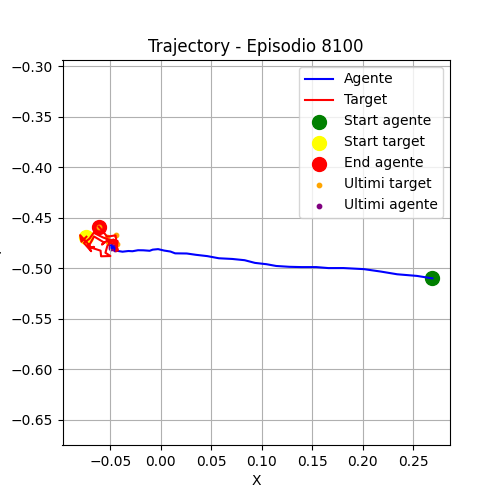 Trajectory - Episodio 8100
Agente
Target
Start agente
Start target
End agente
Ultimi target
Ultimi agente
−0.30
−0.35
−0.40
−0.45
−0.50
−0.55
−0.60
−0.65
−0.05
0.00
0.05
0.10
0.15
0.20
0.25
X